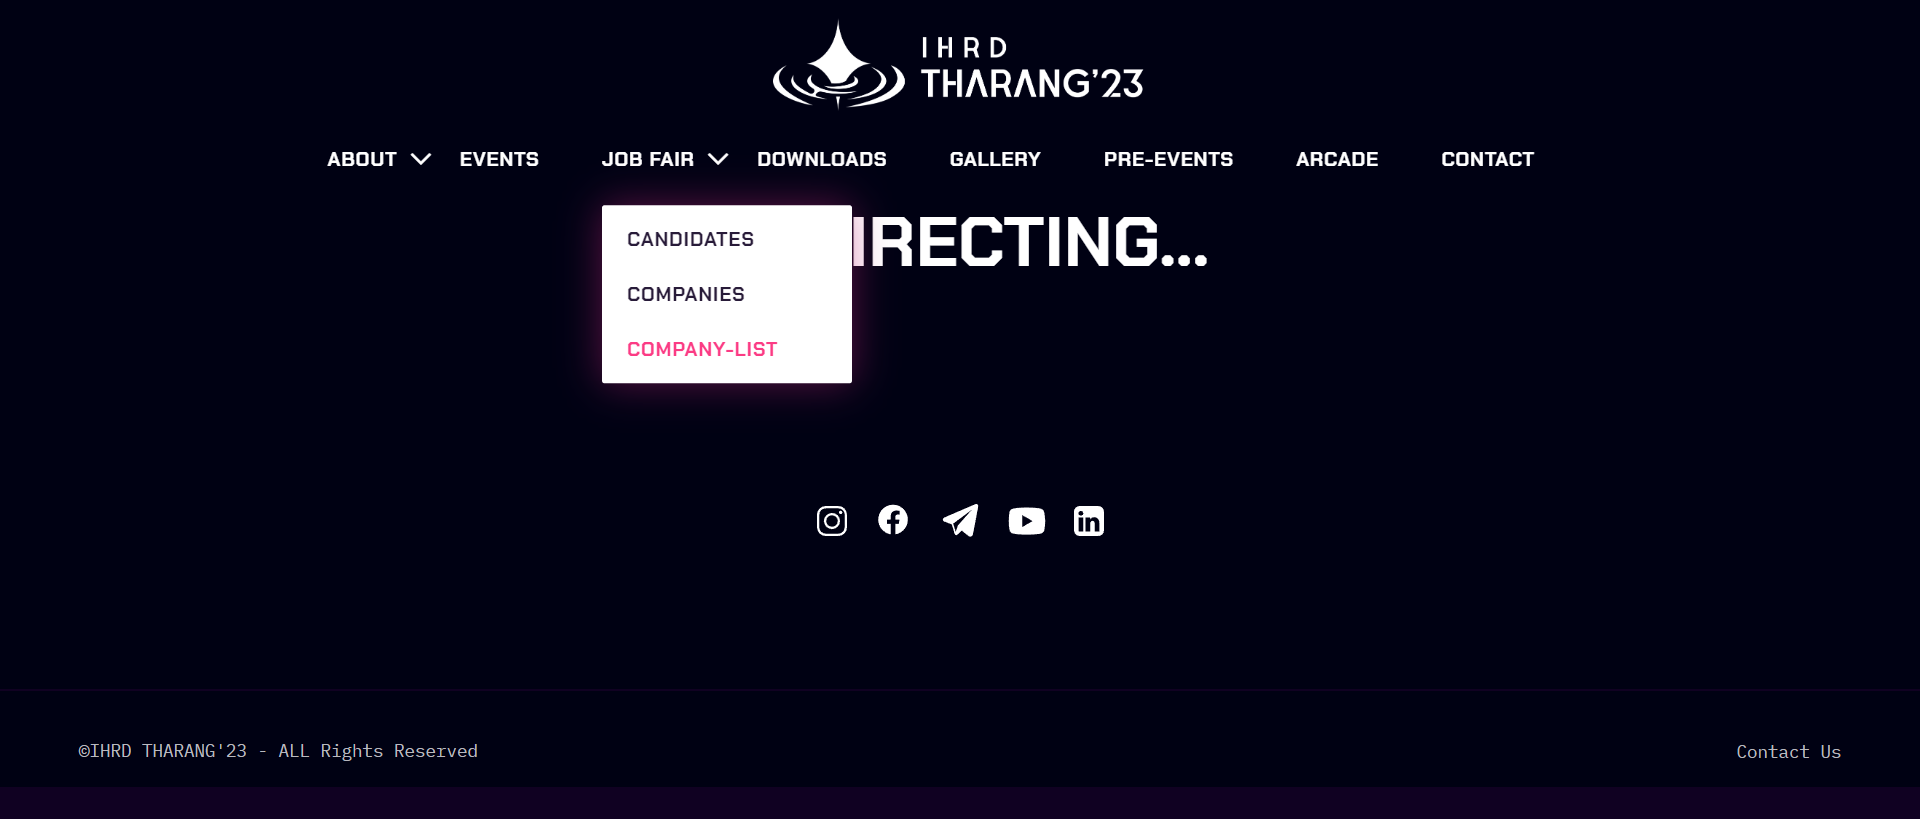 IHRD
THARANG'23
ABOUT EVENTS JOB FAIR DOWNLOADS GALLERY PRE-EVENTS ARCADE CONTACT
IRECTING...
CANDIDATES
COMPANIES
COMPANY-LIST
©IHRD THARANG'23 - ALL Rights Reserved
Contact Us